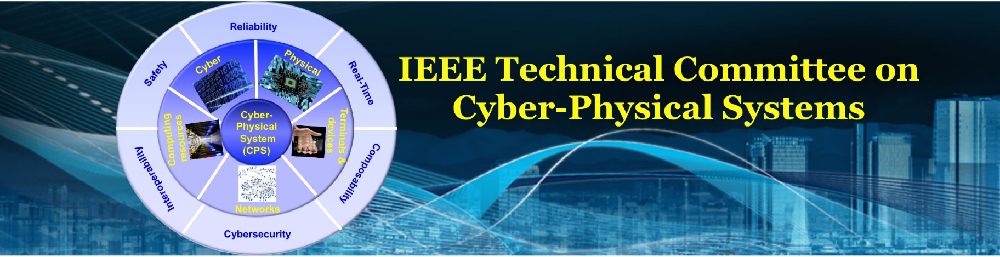 Reliability
Safety
Real-Time
Interoperability
Composability
Cybersecurity
Cyber
Physical
Computing
resources
Terminals &
devices
Networks
Cyber-
Physical
System
(CPS)
IEEE Technical Committee on
Cyber-Physical Systems